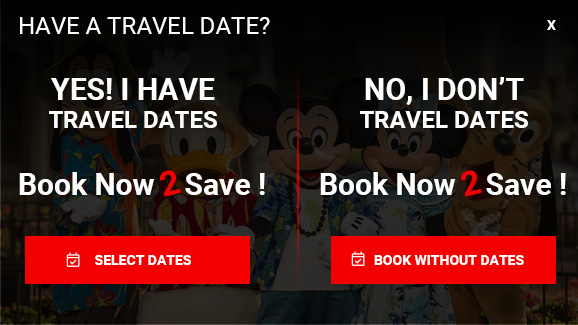 HAVE A TRAVEL DATE?
X
YES! I HAVE
TRAVEL DATES
Book Now 2 Save !
SELECT DATES
NO, I DON'T
TRAVEL DATES
Book Now 2 Save !
BOOK WITHOUT DATES